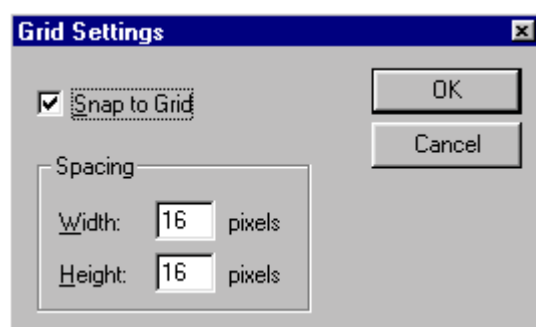 Grid Settings
Snap to Grid
OK
Cancel
Spacing
Width: 16 pixels
Height: 16 pixels